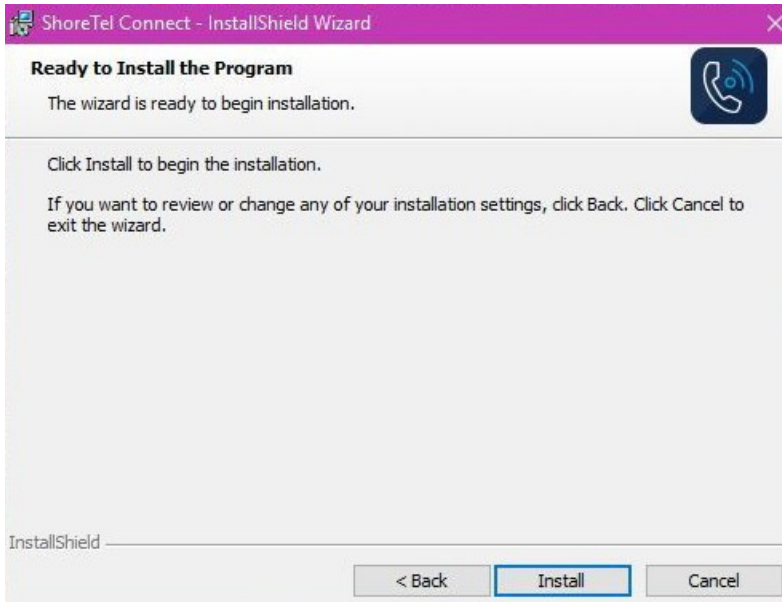 ShoreTel Connect - InstallShield Wizard
Ready to Install the Program
The wizard is ready to begin installation.
Click Install to begin the installation.
If you want to review or change any of your installation settings, click Back. Click Cancel to
exit the wizard.
InstallShield
< Back
Install
Cancel